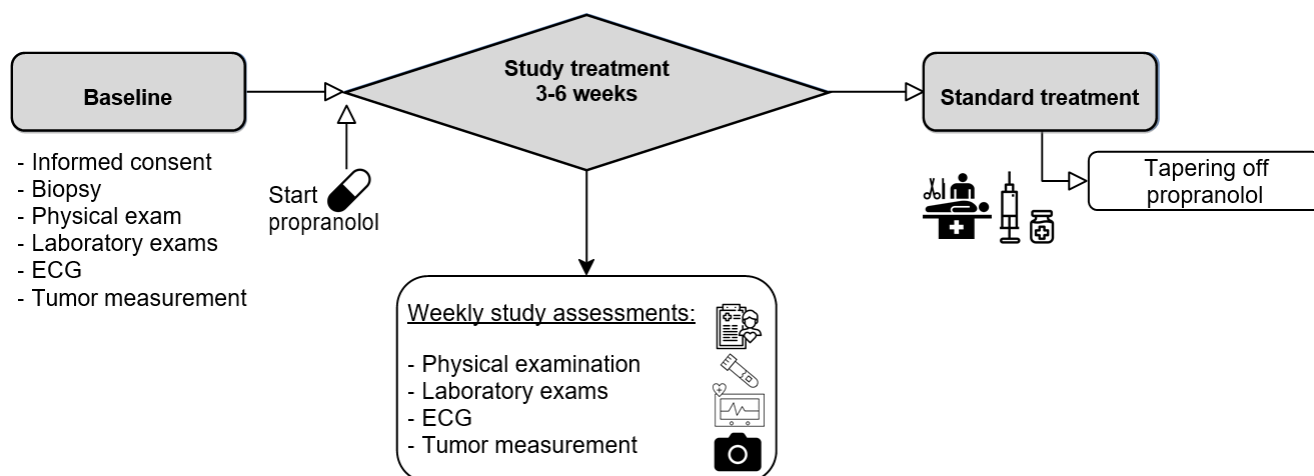 Baseline
- Informed consent
- Biopsy
- Physical exam
- Laboratory exams
- ECG
- Tumor measurement
Start
propranolol
Study treatment
3-6 weeks
Weekly study assessments:
- Physical examination
- Laboratory exams
- ECG
- Tumor measurement
Standard treatment
Tapering off
propranolol